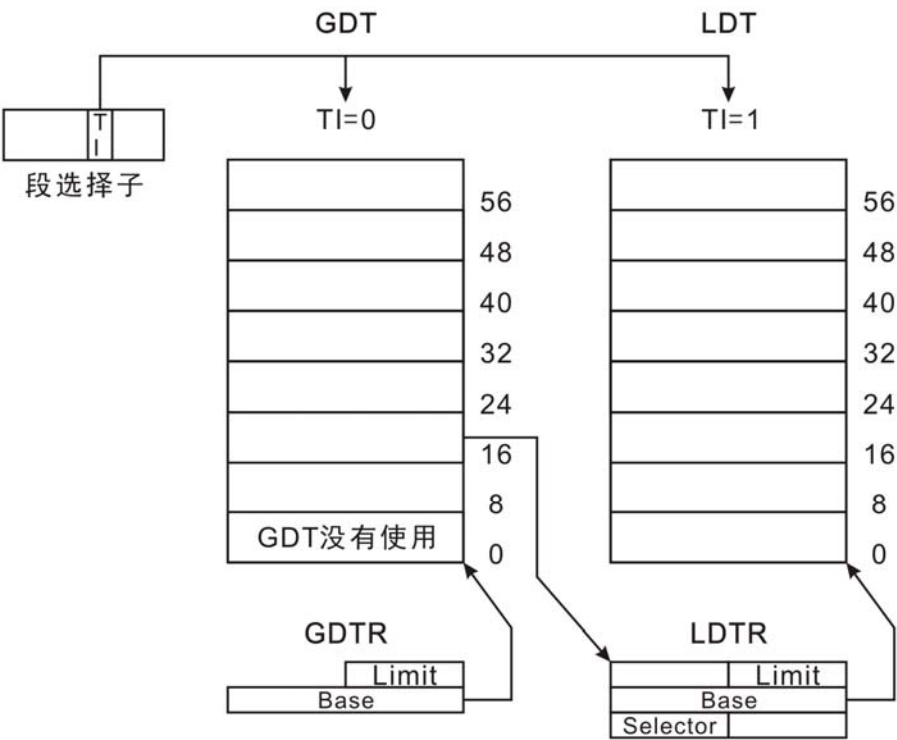 GDT
LDT
TI=0
TI=1
T
I
段选择子
56
48
40
32
24
16
8
0
GDT没有使用
56
48
40
32
24
16
8
0
GDTR
Limit
Base
LDTR
Limit
Base
Selector